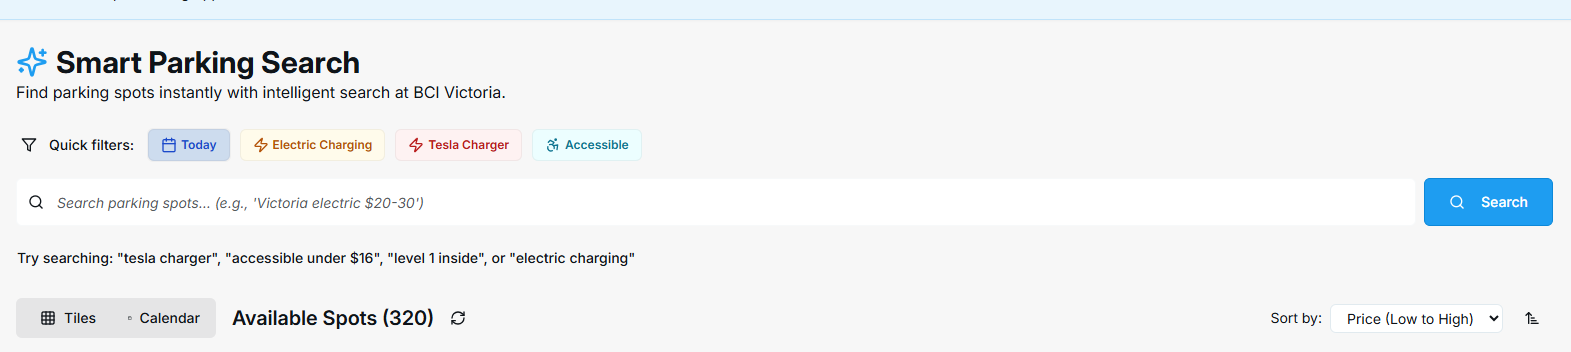 Smart Parking Search
Find parking spots instantly with intelligent search at BCI Victoria.
Quick filters: Today Electric Charging Tesla Charger Accessible
Search parking spots... (e.g., 'Victoria electric $20-30') Search
Try searching: "tesla charger", "accessible under $16", "level 1 inside", or "electric charging"
Tiles Calendar Available Spots (320) Sort by: Price (Low to High)